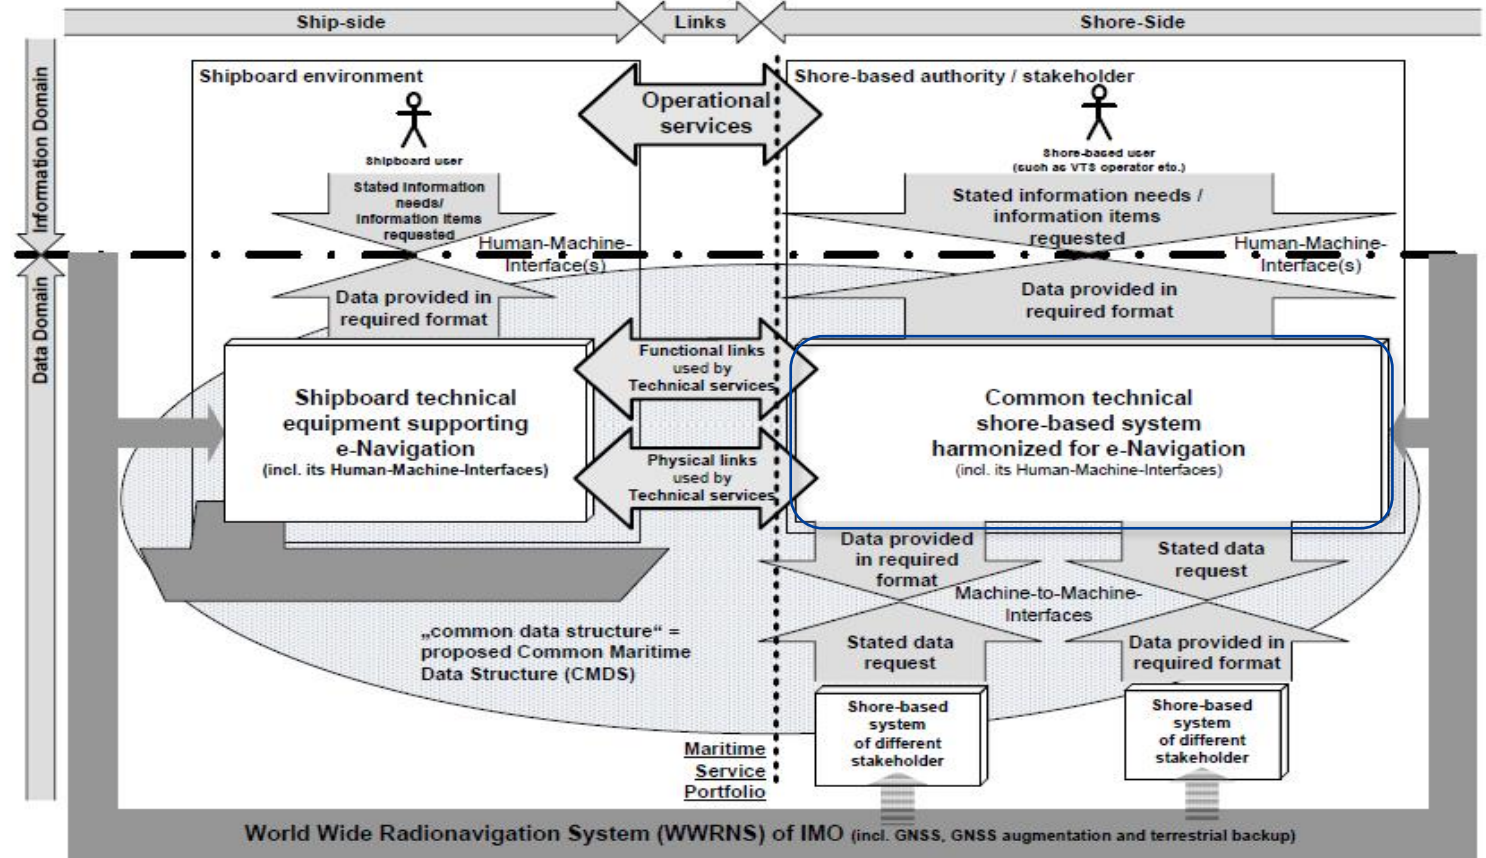 Ship-side
Links
Shore-Side
Information Domain
Data Domain
Shipboard environment
Shipboard user
Stated information
needs/
information items
requested
Human-Machine-
Interface(s)
Data provided in
required format
Operational
services
Shore-based authority / stakeholder
Shore-based user
(such as VTS operator etc.)
Stated information needs /
information items
requested
Human-Machine-
Interface(s)
Data provided in
required format
Shipboard technical
equipment supporting
e-Navigation
(incl. its Human-Machine-Interfaces)
Functional links
used by
Technical services
Physical links
used by
Technical services
Common technical
shore-based system
harmonized for e-Navigation
(incl. its Human-Machine-Interfaces)
Data provided
in required
format
Stated data
request
Machine-to-Machine-
Interfaces
Stated data
request
Data provided in
required format
„common data structure“ =
proposed Common Maritime
Data Structure (CMDS)
Shore-based
system
of different
stakeholder
Shore-based
system
of different
stakeholder
Maritime
Service
Portfolio
World Wide Radionavigation System (WWRNS) of IMO (incl. GNSS, GNSS augmentation and terrestrial backup)